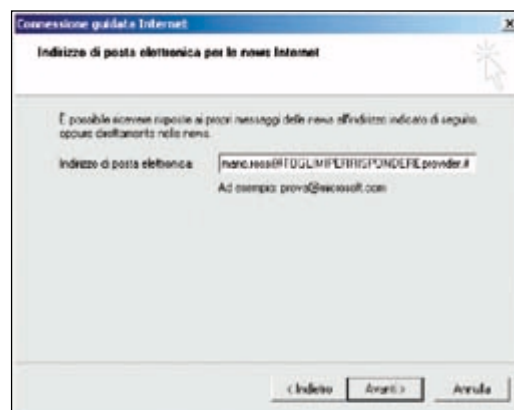 Connessione guidata Internet
Indirizzo di posta elettronica per le news Internet
È possibile ricevere risposte ai propri messaggi delle news all'indirizzo indicato di seguito,
oppure direttamente nelle news.
Indirizzo di posta elettronica:
mario.rossi@TOGLIMIPERRISPONDEREprovider.it
Ad esempio: prova@microsoft.com
< Indietro
Avanti >
Annulla